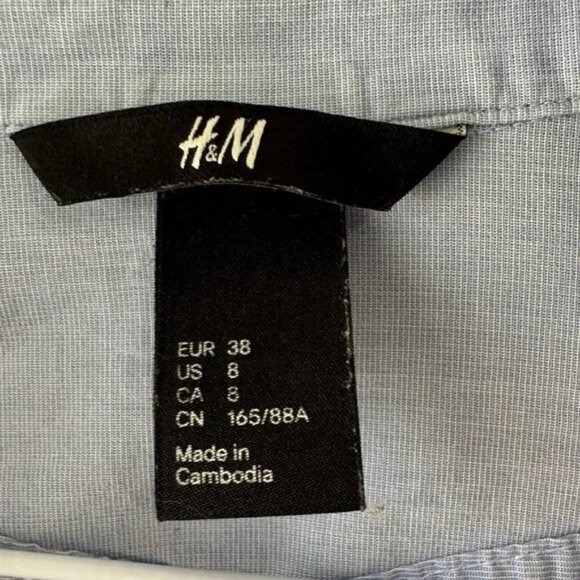 H&M
EUR 38
US 8
CA 8
CN 165/88A
Made in
Cambodia